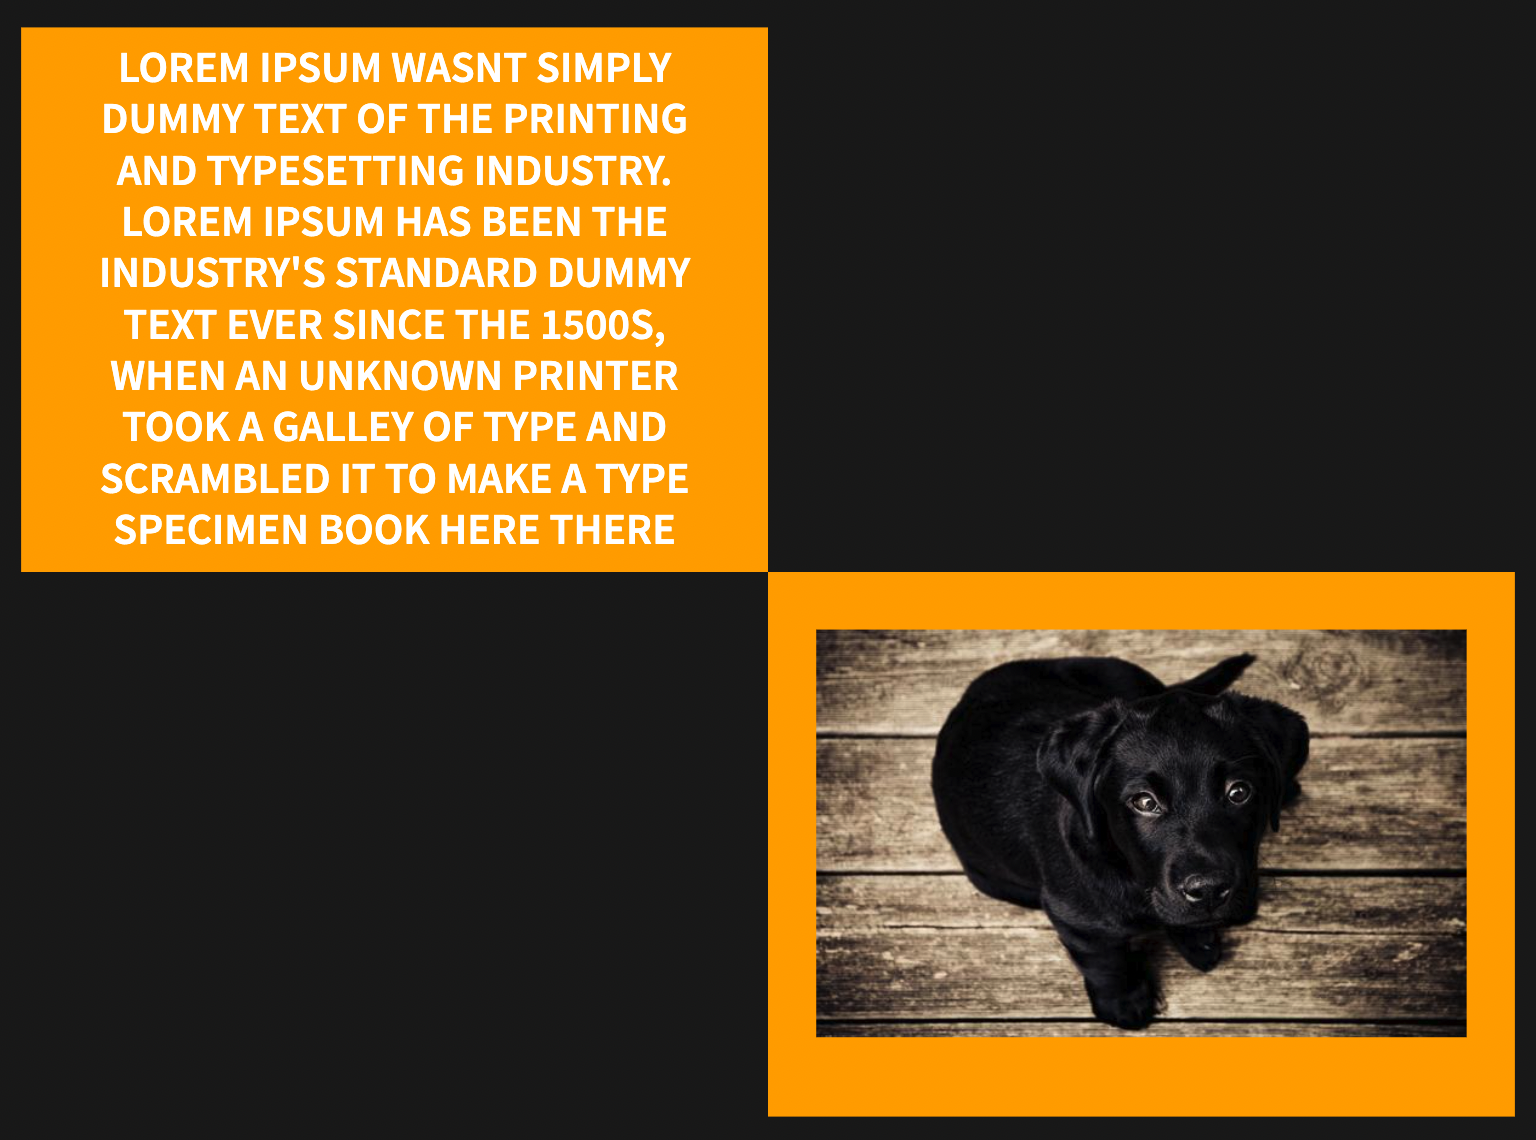 LOREM IPSUM WASNT SIMPLY
DUMMY TEXT OF THE PRINTING
AND TYPESETTING INDUSTRY.
LOREM IPSUM HAS BEEN THE
INDUSTRY'S STANDARD DUMMY
TEXT EVER SINCE THE 1500S,
WHEN AN UNKNOWN PRINTER
TOOK A GALLEY OF TYPE AND
SCRAMBLED IT TO MAKE A TYPE
SPECIMEN BOOK HERE THERE